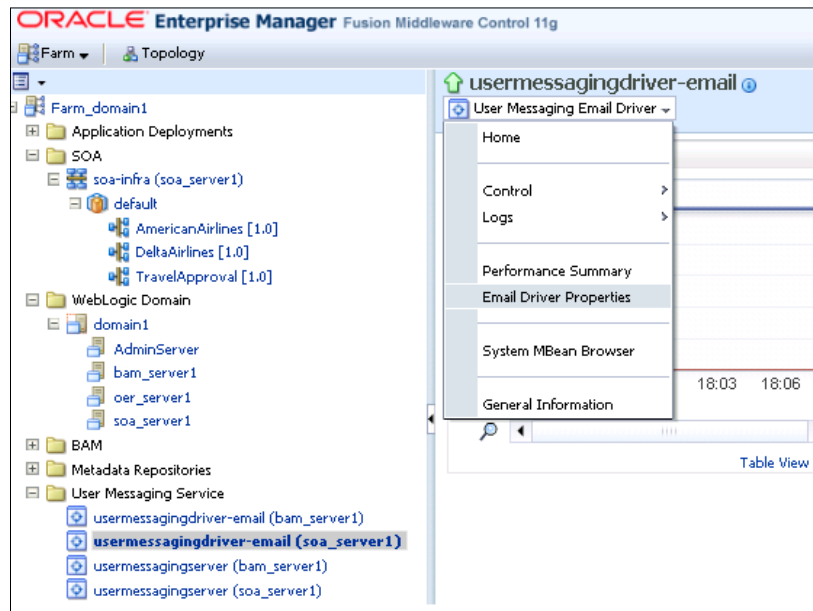 ORACLE Enterprise Manager Fusion Middleware Control 11g
Farm
Topology
Farm_domain1
Application Deployments
SOA
soa-infra (soa_server1)
default
AmericanAirlines [1.0]
DeltaAirlines [1.0]
TravelApproval [1.0]
WebLogic Domain
domain1
AdminServer
bam_server1
oer_server1
soa_server1
BAM
Metadata Repositories
User Messaging Service
usermessagingdriver-email (bam_server1)
usermessagingdriver-email (soa_server1)
usermessagingserver (bam_server1)
usermessagingserver (soa_server1)
usermessagingdriver-email
User Messaging Email Driver
Home
Control
Logs
Performance Summary
Email Driver Properties
System MBean Browser
General Information
18:03 18:06
Table View